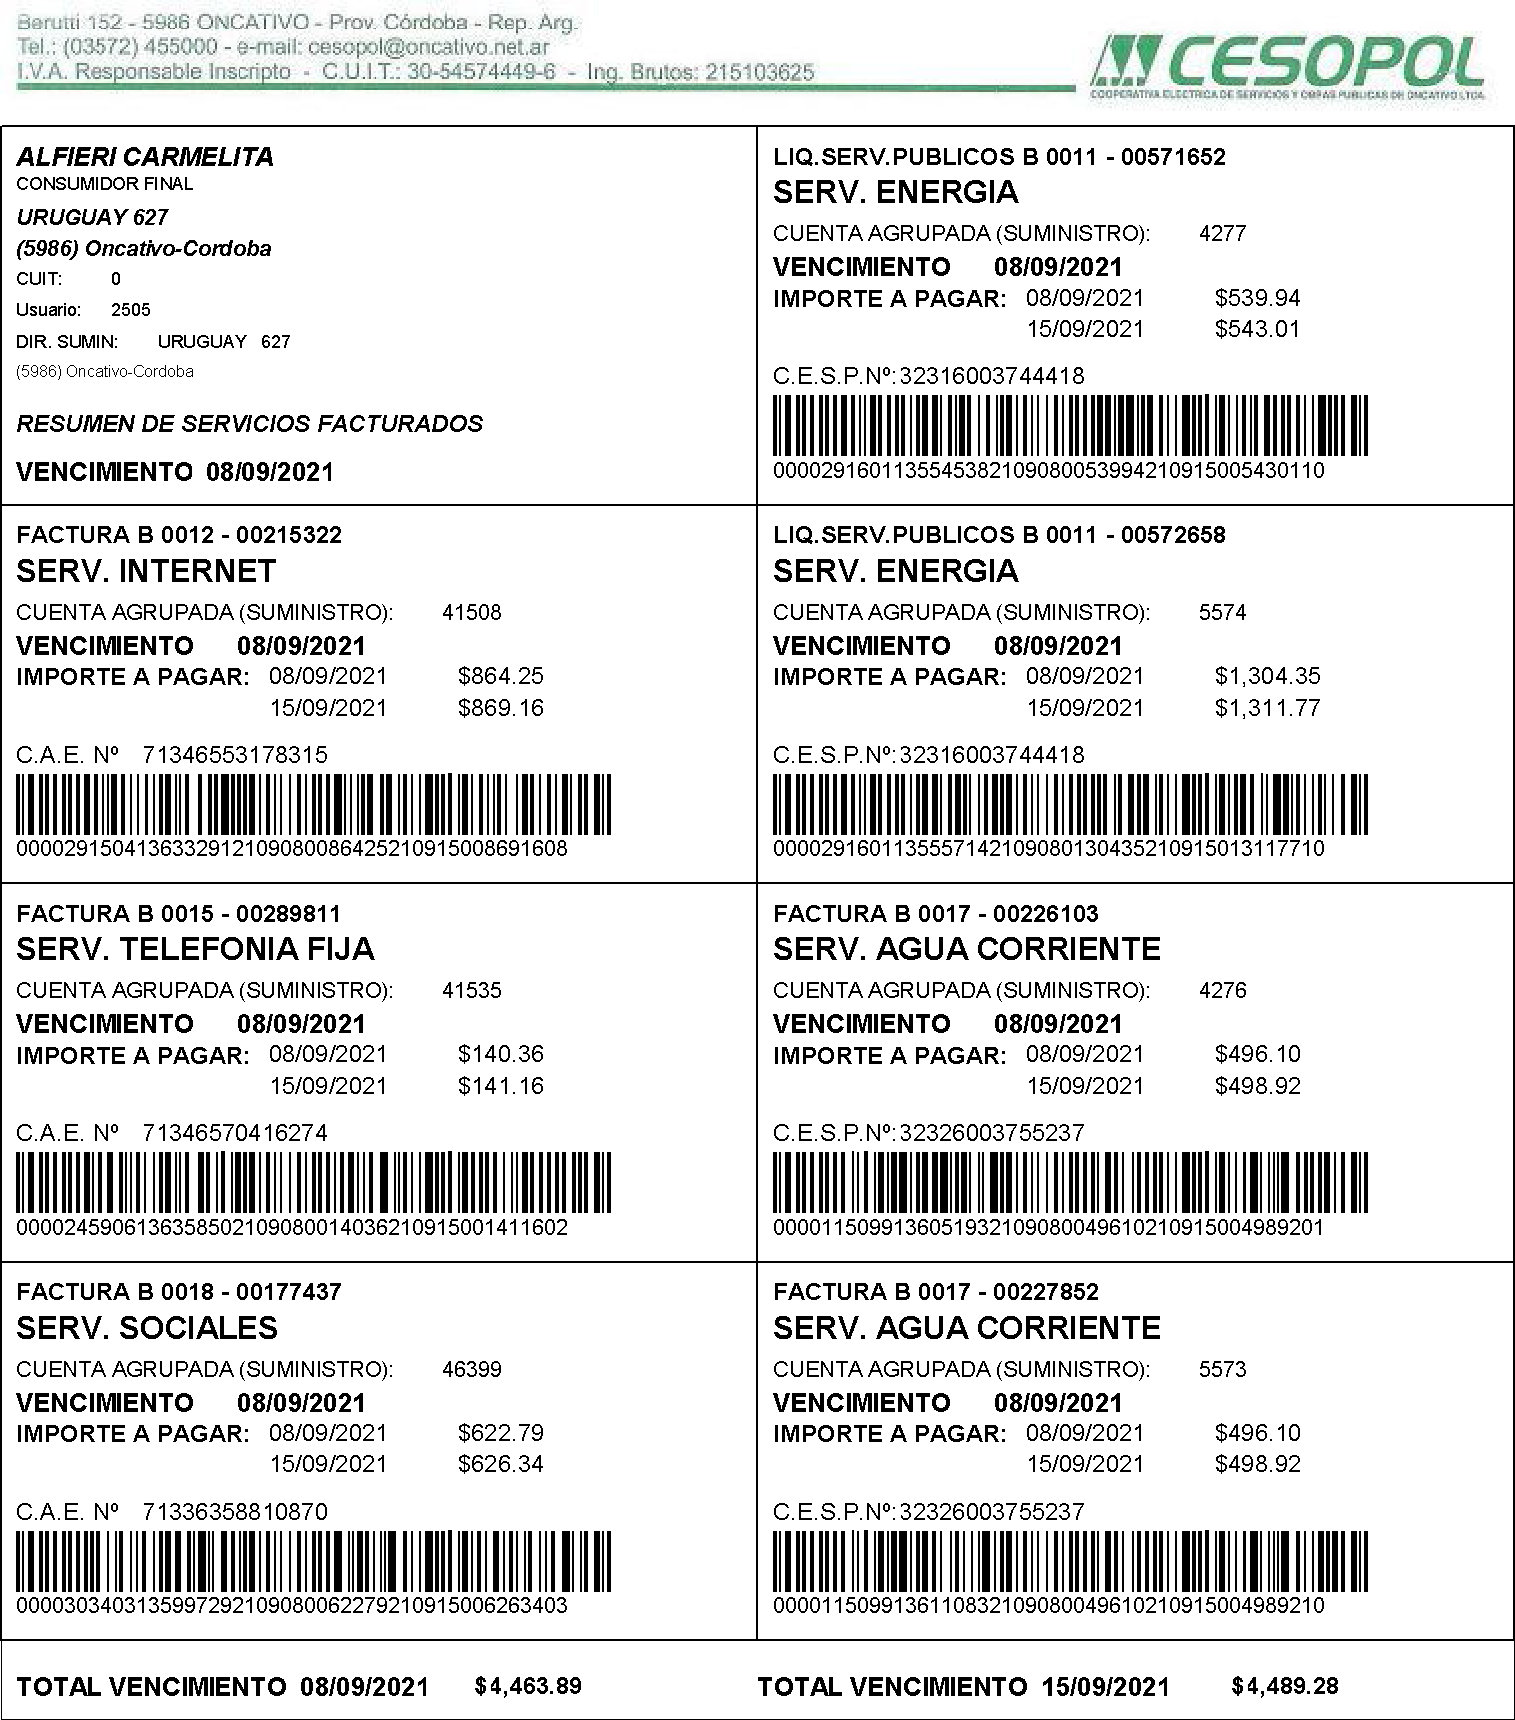 Berutti 152 - 5986 ONCATIVO - Prov. Córdoba - Rep. Arg.
Tel.: (03572) 455000 - e-mail: cesopol@oncativo.net.ar
I.V.A. Responsable Inscripto - C.U.I.T.: 30-54574449-6 - Ing. Brutos: 215103625
CESOPOL
COOPERATIVA ELECTRICA DE SERVICIOS Y OBRAS PUBLICAS DE ONCATIVO LTDA.
ALFIERI CARMELITA
CONSUMIDOR FINAL
URUGUAY 627
(5986) Oncativo-Cordoba
CUIT: 0
Usuario: 2505
DIR. SUMIN: URUGUAY 627
(5986) Oncativo-Cordoba
RESUMEN DE SERVICIOS FACTURADOS
VENCIMIENTO 08/09/2021
LIQ.SERV.PUBLICOS B 0011 - 00571652
SERV. ENERGIA
CUENTA AGRUPADA (SUMINISTRO): 4277
VENCIMIENTO 08/09/2021
IMPORTE A PAGAR: 08/09/2021 $539.94
15/09/2021 $543.01
C.E.S.P.Nº: 32316003744418
0000291601135545382109080053994210915005430110
FACTURA B 0012 - 00215322
SERV. INTERNET
CUENTA AGRUPADA (SUMINISTRO): 41508
VENCIMIENTO 08/09/2021
IMPORTE A PAGAR: 08/09/2021 $864.25
15/09/2021 $869.16
C.A.E. Nº 71346553178315
0000291504136332912109080086425210915008691608
LIQ.SERV.PUBLICOS B 0011 - 00572658
SERV. ENERGIA
CUENTA AGRUPADA (SUMINISTRO): 5574
VENCIMIENTO 08/09/2021
IMPORTE A PAGAR: 08/09/2021 $1,304.35
15/09/2021 $1,311.77
C.E.S.P.Nº: 32316003744418
0000291601135557142109080130435210915013117710
FACTURA B 0015 - 00289811
SERV. TELEFONIA FIJA
CUENTA AGRUPADA (SUMINISTRO): 41535
VENCIMIENTO 08/09/2021
IMPORTE A PAGAR: 08/09/2021 $140.36
15/09/2021 $141.16
C.A.E. Nº 71346570416274
0000245906136358502109080014036210915001411602
FACTURA B 0017 - 00226103
SERV. AGUA CORRIENTE
CUENTA AGRUPADA (SUMINISTRO): 4276
VENCIMIENTO 08/09/2021
IMPORTE A PAGAR: 08/09/2021 $496.10
15/09/2021 $498.92
C.E.S.P.Nº: 32326003755237
0000115099136051932109080049610210915004989201
FACTURA B 0018 - 00177437
SERV. SOCIALES
CUENTA AGRUPADA (SUMINISTRO): 46399
VENCIMIENTO 08/09/2021
IMPORTE A PAGAR: 08/09/2021 $622.79
15/09/2021 $626.34
C.A.E. Nº 71336358810870
0000303403135997292109080062279210915006263403
FACTURA B 0017 - 00227852
SERV. AGUA CORRIENTE
CUENTA AGRUPADA (SUMINISTRO): 5573
VENCIMIENTO 08/09/2021
IMPORTE A PAGAR: 08/09/2021 $496.10
15/09/2021 $498.92
C.E.S.P.Nº: 32326003755237
0000115099136110832109080049610210915004989210
TOTAL VENCIMIENTO 08/09/2021 $4,463.89
TOTAL VENCIMIENTO 15/09/2021 $4,489.28